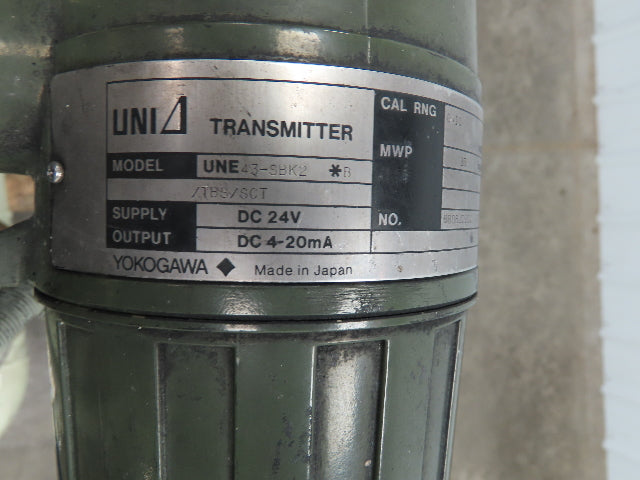 UNIΔ TRANSMITTER
MODEL UNE43-SBK2 *B
/TBS/SCT
SUPPLY DC 24V
OUTPUT DC 4-20mA
YOKOGAWA ◆ Made in Japan
CAL RNG
MWP
NO.